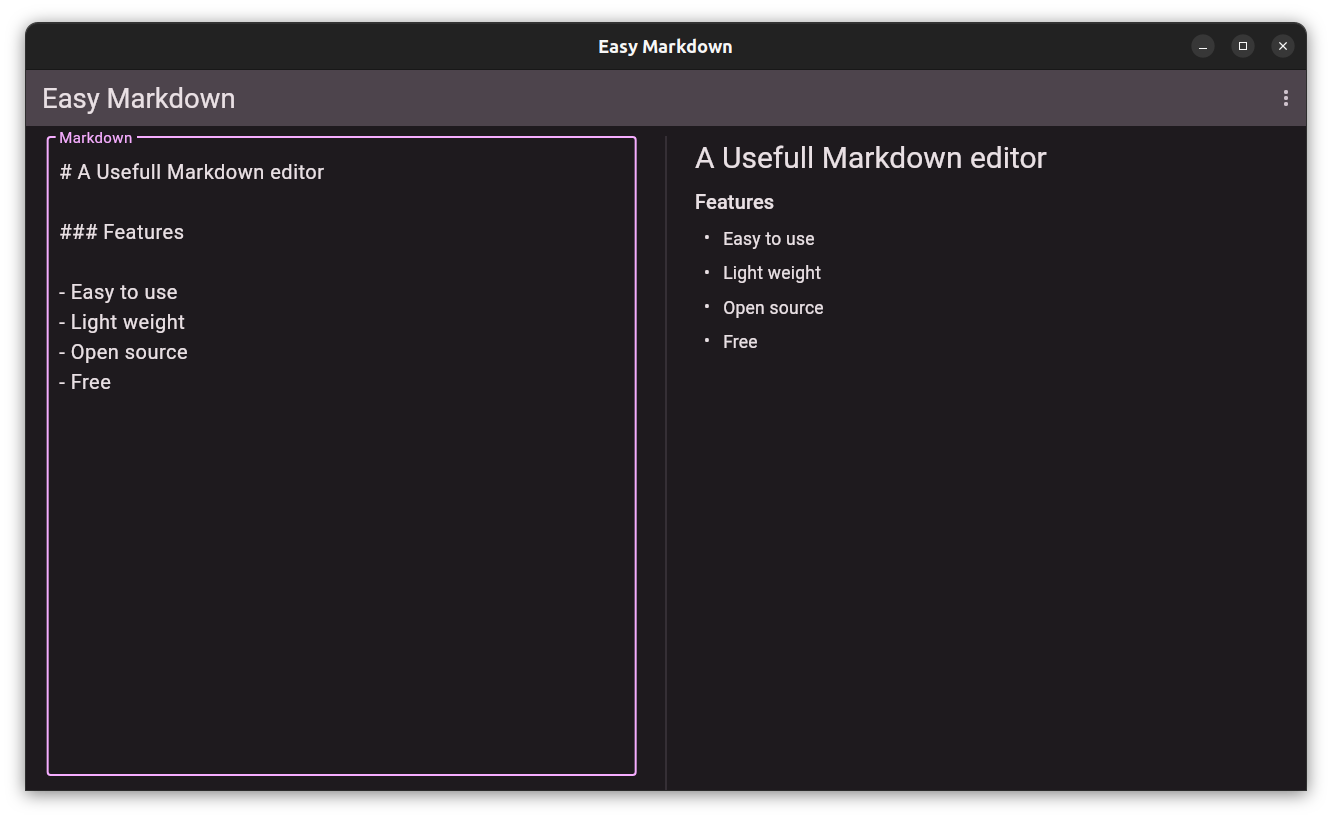 Easy Markdown
Easy Markdown
Markdown
# A Usefull Markdown editor
### Features
- Easy to use
- Light weight
- Open source
- Free
A Usefull Markdown editor
Features
• Easy to use
• Light weight
• Open source
• Free